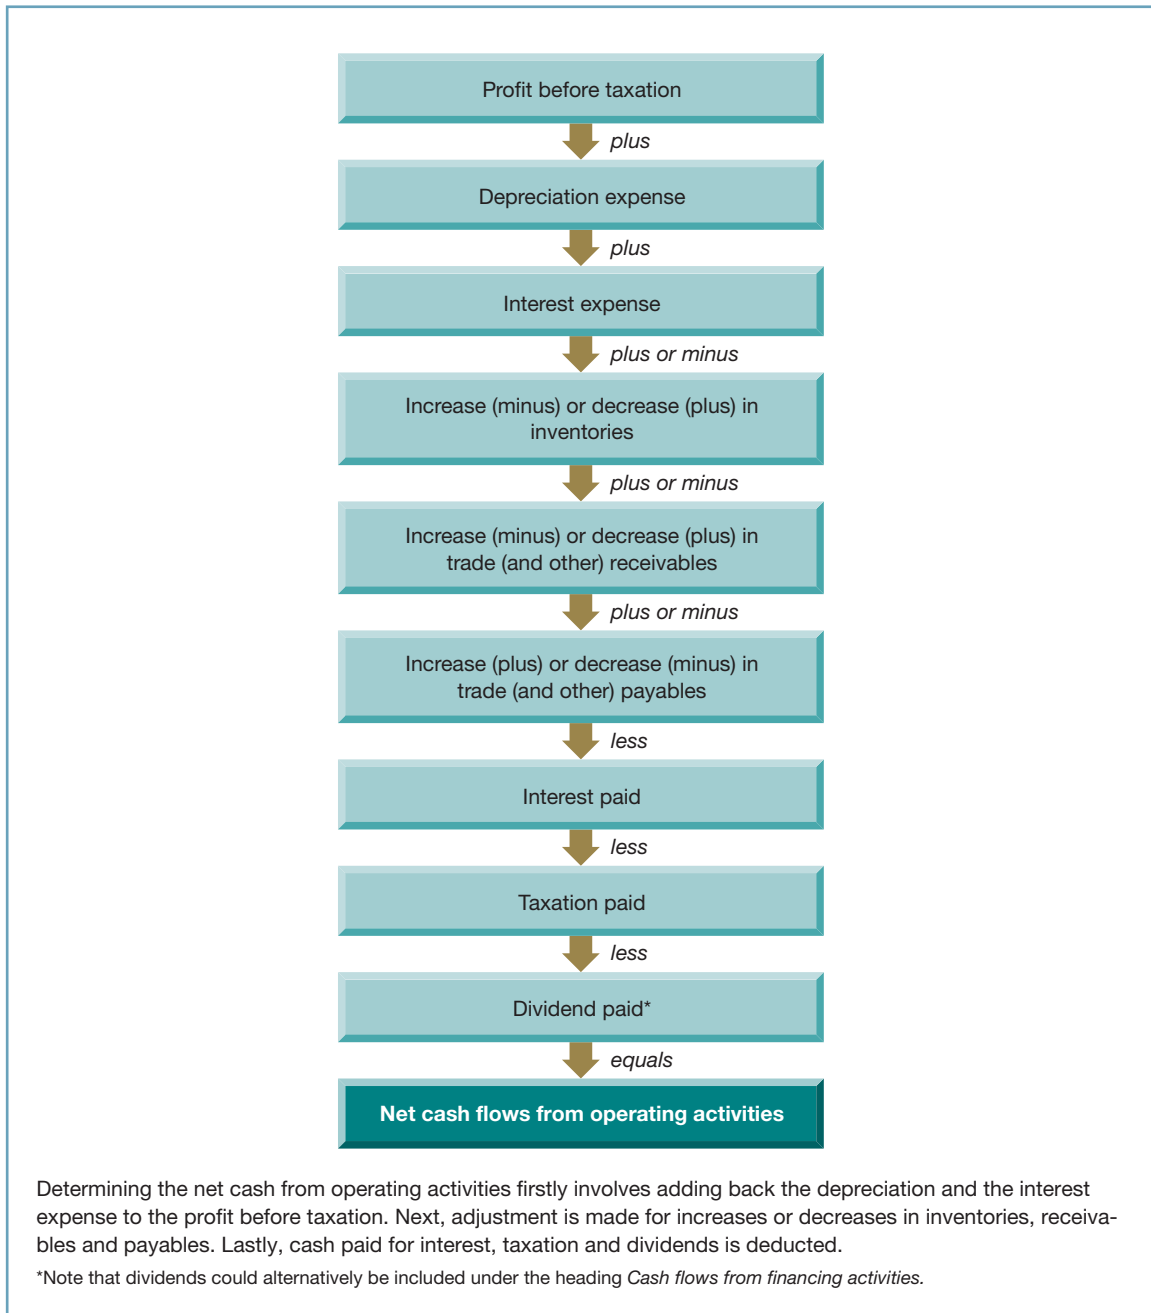 Profit before taxation
plus
Depreciation expense
plus
Interest expense
plus or minus
Increase (minus) or decrease (plus) in
inventories
plus or minus
Increase (minus) or decrease (plus) in
trade (and other) receivables
plus or minus
Increase (plus) or decrease (minus) in
trade (and other) payables
less
Interest paid
less
Taxation paid
less
Dividend paid*
equals
Net cash flows from operating activities
Determining the net cash from operating activities firstly involves adding back the depreciation and the interest
expense to the profit before taxation. Next, adjustment is made for increases or decreases in inventories, receiva-
bles and payables. Lastly, cash paid for interest, taxation and dividends is deducted.
*Note that dividends could alternatively be included under the heading Cash flows from financing activities.